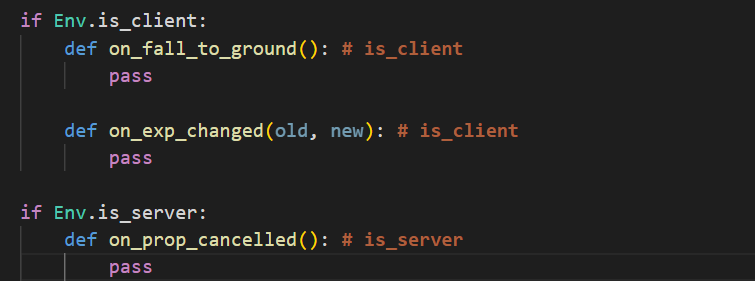 if Env.is_client:
    def on_fall_to_ground(): # is_client
        pass
    def on_exp_changed(old, new): # is_client
        pass
if Env.is_server:
    def on_prop_cancelled(): # is_server
        pass